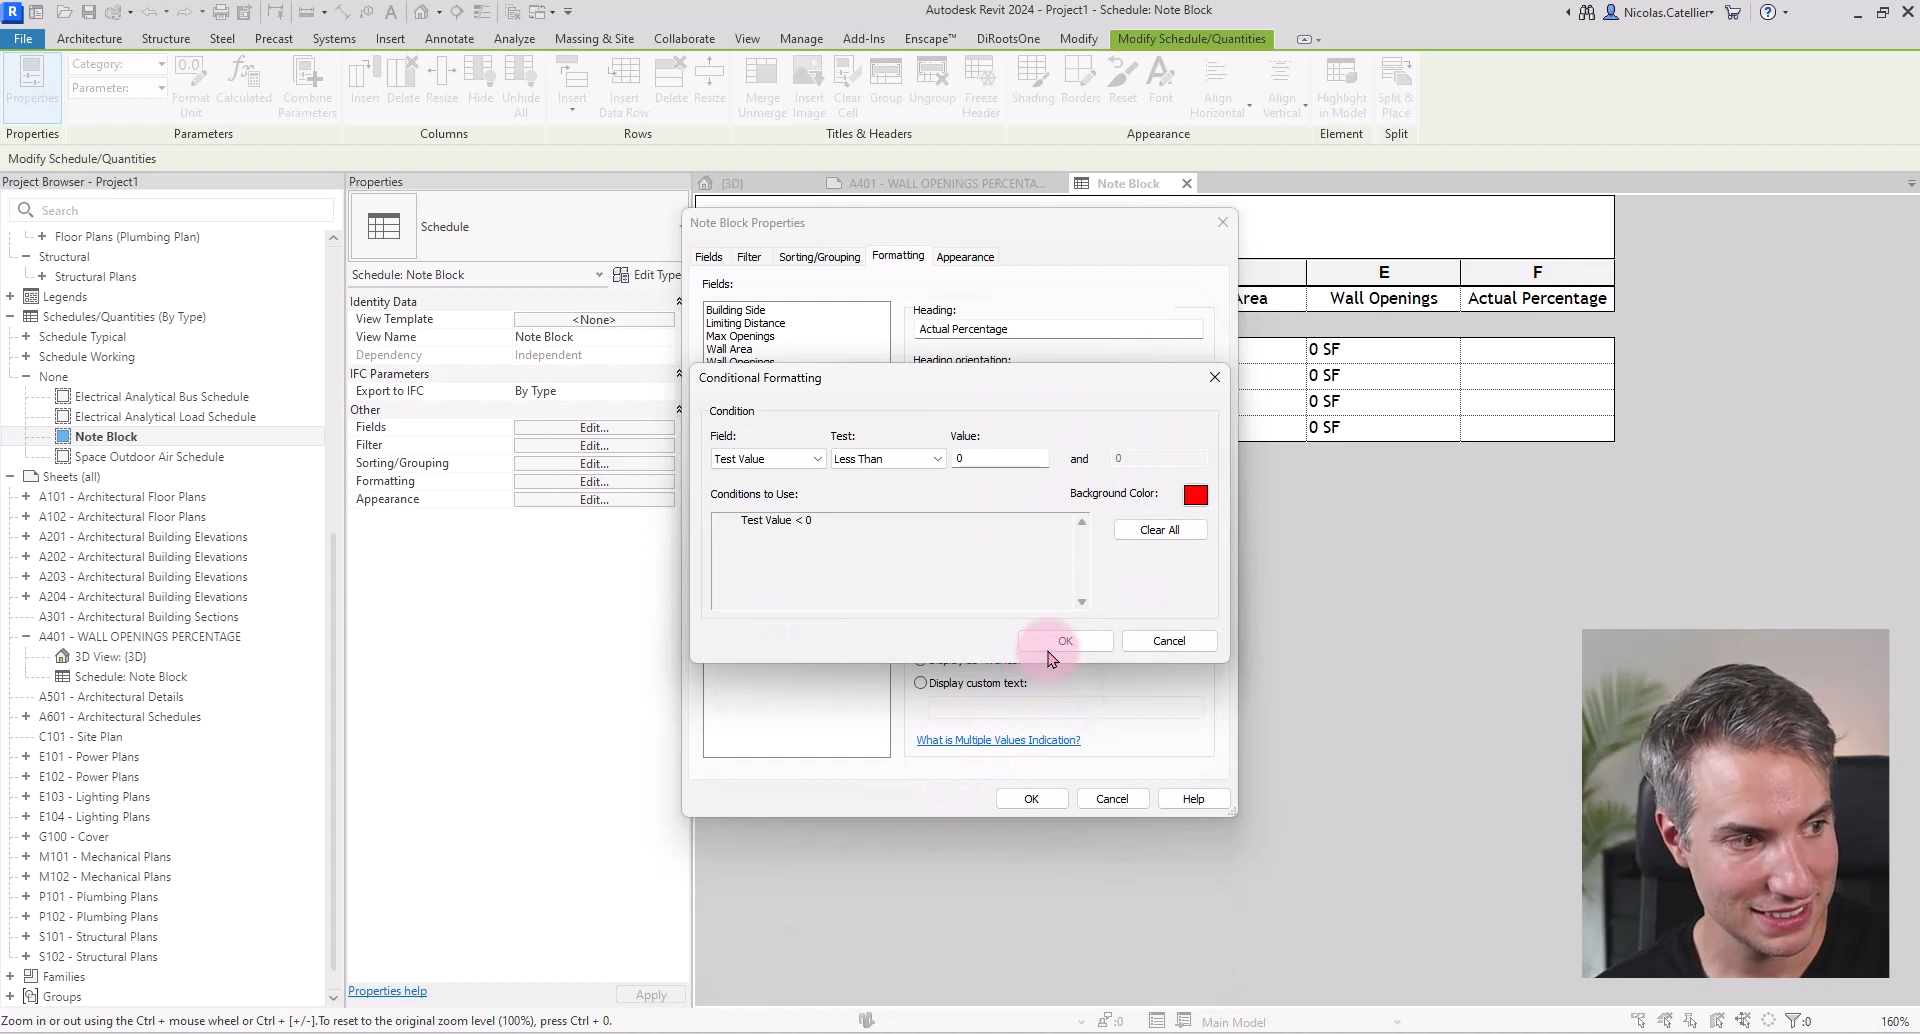 Autodesk Revit 2024 - Project1 - Schedule: Note Block
Nicolas.Catellier
File Architecture Structure Steel Precast Systems Insert Annotate Analyze Massing & Site Collaborate View Manage Add-Ins Enscape™ DiRootsOne Modify Modify Schedule/Quantities
Category:
Parameter:
Properties
Format Unit
Calculated
Combine Parameters
Insert
Delete
Resize
Hide
Unhide All
Insert
Insert Data Row
Delete
Resize
Merge Unmerge
Insert Image
Clear Cell
Group
Ungroup
Freeze Header
Shading
Borders
Reset
Font
Align Horizontal
Align Vertical
Highlight in Model
Split & Place
Properties Parameters Columns Rows Titles & Headers Appearance Element Split
Modify Schedule/Quantities
Project Browser - Project1
Search
Floor Plans (Plumbing Plan)
Structural
Structural Plans
Legends
Schedules/Quantities (By Type)
Schedule Typical
Schedule Working
None
Electrical Analytical Bus Schedule
Electrical Analytical Load Schedule
Note Block
Space Outdoor Air Schedule
Sheets (all)
A101 - Architectural Floor Plans
A102 - Architectural Floor Plans
A201 - Architectural Building Elevations
A202 - Architectural Building Elevations
A203 - Architectural Building Elevations
A204 - Architectural Building Elevations
A301 - Architectural Building Sections
A401 - WALL OPENINGS PERCENTAGE
3D View: {3D}
Schedule: Note Block
A501 - Architectural Details
A601 - Architectural Schedules
C101 - Site Plan
E101 - Power Plans
E102 - Power Plans
E103 - Lighting Plans
E104 - Lighting Plans
G100 - Cover
M101 - Mechanical Plans
M102 - Mechanical Plans
P101 - Plumbing Plans
P102 - Plumbing Plans
S101 - Structural Plans
S102 - Structural Plans
Families
Groups
Properties
Schedule
Schedule: Note Block
Edit Type
Identity Data
View Template <None>
View Name Note Block
Dependency Independent
IFC Parameters
Export to IFC By Type
Other
Fields Edit...
Filter Edit...
Sorting/Grouping Edit...
Formatting Edit...
Appearance Edit...
Properties help
Apply
{3D}
A401 - WALL OPENINGS PERCENTA...
Note Block
E F
Area Wall Openings Actual Percentage
0 SF
0 SF
0 SF
0 SF
Note Block Properties
Fields Filter Sorting/Grouping Formatting Appearance
Fields:
Building Side
Limiting Distance
Max Openings
Wall Area
Wall Openings
Heading:
Actual Percentage
Heading orientation:
Conditional Formatting
Condition
Field: Test: Value:
Test Value Less Than 0 and 0
Conditions to Use:
Background Color:
Test Value < 0
Clear All
OK Cancel
Display custom text:
What is Multiple Values Indication?
OK Cancel Help
Zoom in or out using the Ctrl + mouse wheel or Ctrl + [+/-].To reset to the original zoom level (100%), press Ctrl + 0.
:0
Main Model
:0
160%